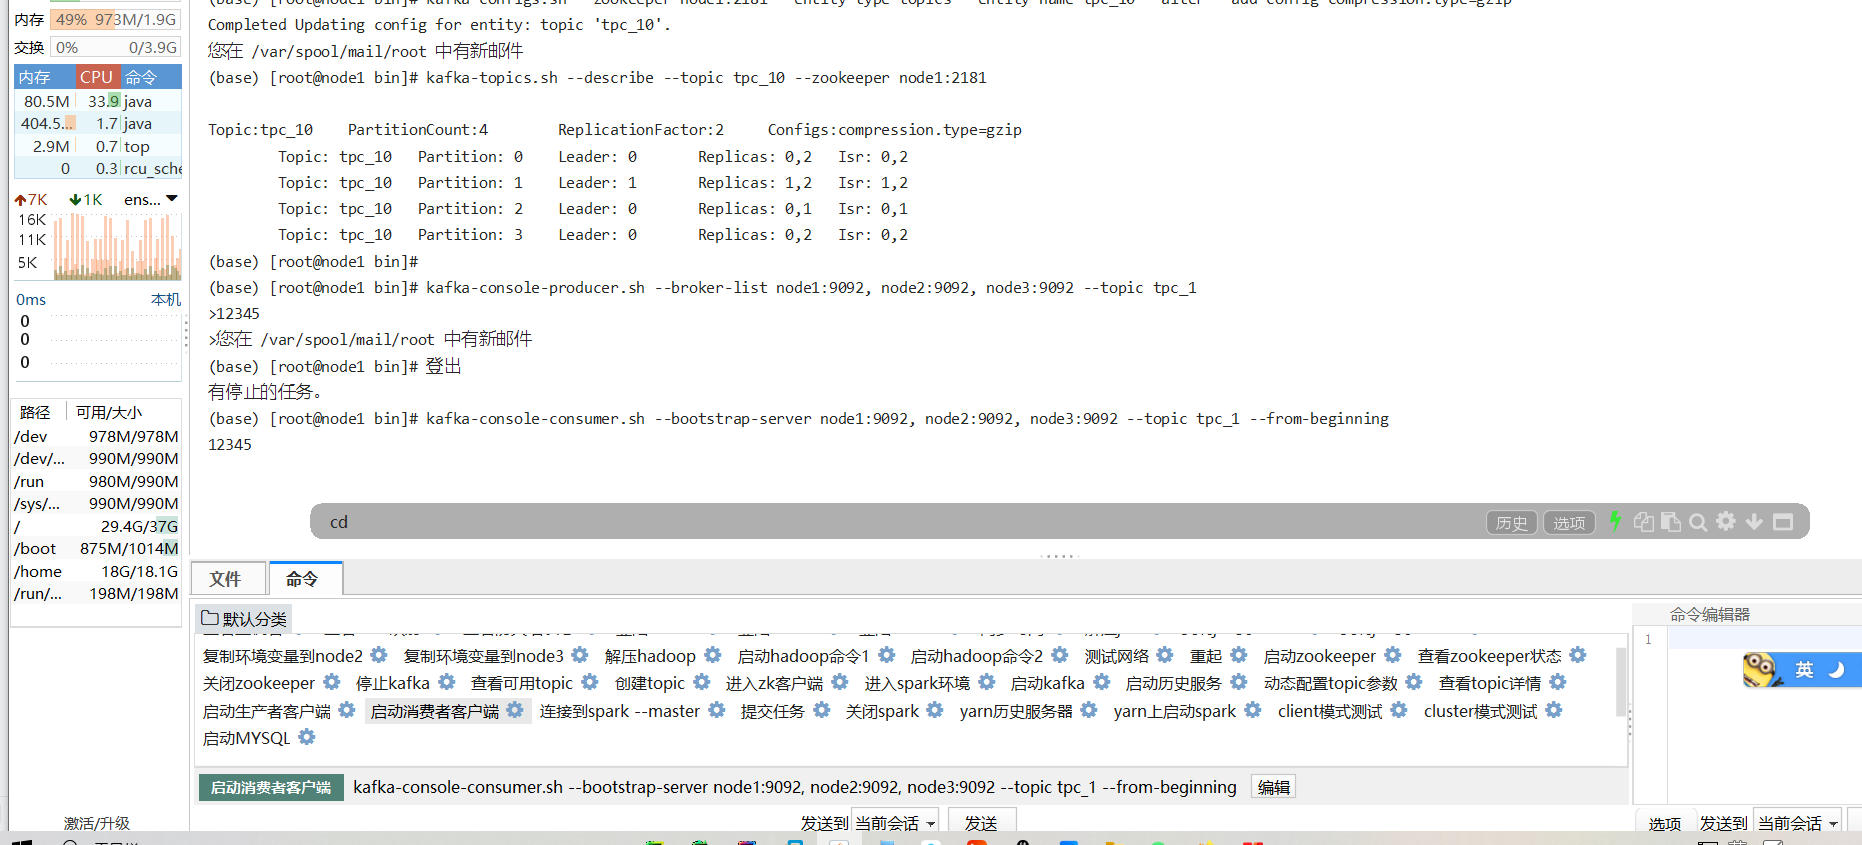 内存 49% 973M/1.9G
交换 0% 0/3.9G
内存 CPU 命令
80.5M 33.9 java
404.5... 1.7 java
2.9M 0.7 top
0 0.3 rcu_sche
7K 1K ens...
16K
11K
5K
0ms 本机
0
0
0
路径 可用/大小
/dev 978M/978M
/dev/... 990M/990M
/run 980M/980M
/sys/... 990M/990M
/ 29.4G/37G
/boot 875M/1014M
/home 18G/18.1G
/run/... 198M/198M
激活/升级
(base) [root@node1 bin]# kafka-configs.sh --zookeeper node1:2181 --entity-type topics --entity-name tpc_10 --alter --add-config compression.type=gzip
Completed Updating config for entity: topic 'tpc_10'.
您在 /var/spool/mail/root 中有新邮件
(base) [root@node1 bin]# kafka-topics.sh --describe --topic tpc_10 --zookeeper node1:2181
Topic:tpc_10 PartitionCount:4 ReplicationFactor:2 Configs:compression.type=gzip
Topic: tpc_10 Partition: 0 Leader: 0 Replicas: 0,2 Isr: 0,2
Topic: tpc_10 Partition: 1 Leader: 1 Replicas: 1,2 Isr: 1,2
Topic: tpc_10 Partition: 2 Leader: 0 Replicas: 0,1 Isr: 0,1
Topic: tpc_10 Partition: 3 Leader: 0 Replicas: 0,2 Isr: 0,2
(base) [root@node1 bin]#
(base) [root@node1 bin]# kafka-console-producer.sh --broker-list node1:9092, node2:9092, node3:9092 --topic tpc_1
>12345
>您在 /var/spool/mail/root 中有新邮件
(base) [root@node1 bin]# 登出
有停止的任务。
(base) [root@node1 bin]# kafka-console-consumer.sh --bootstrap-server node1:9092, node2:9092, node3:9092 --topic tpc_1 --from-beginning
12345
cd 历史 选项
文件 命令
默认分类
复制环境变量到node2 复制环境变量到node3 解压hadoop 启动hadoop命令1 启动hadoop命令2 测试网络 重起 启动zookeeper 查看zookeeper状态
关闭zookeeper 停止kafka 查看可用topic 创建topic 进入zk客户端 进入spark环境 启动kafka 启动历史服务 动态配置topic参数 查看topic详情
启动生产者客户端 启动消费者客户端 连接到spark --master 提交任务 关闭spark yarn历史服务器 yarn上启动spark client模式测试 cluster模式测试
启动MYSQL
启动消费者客户端 kafka-console-consumer.sh --bootstrap-server node1:9092, node2:9092, node3:9092 --topic tpc_1 --from-beginning 编辑
发送到 当前会话 发送
命令编辑器
1
英
选项 发送到 当前会话